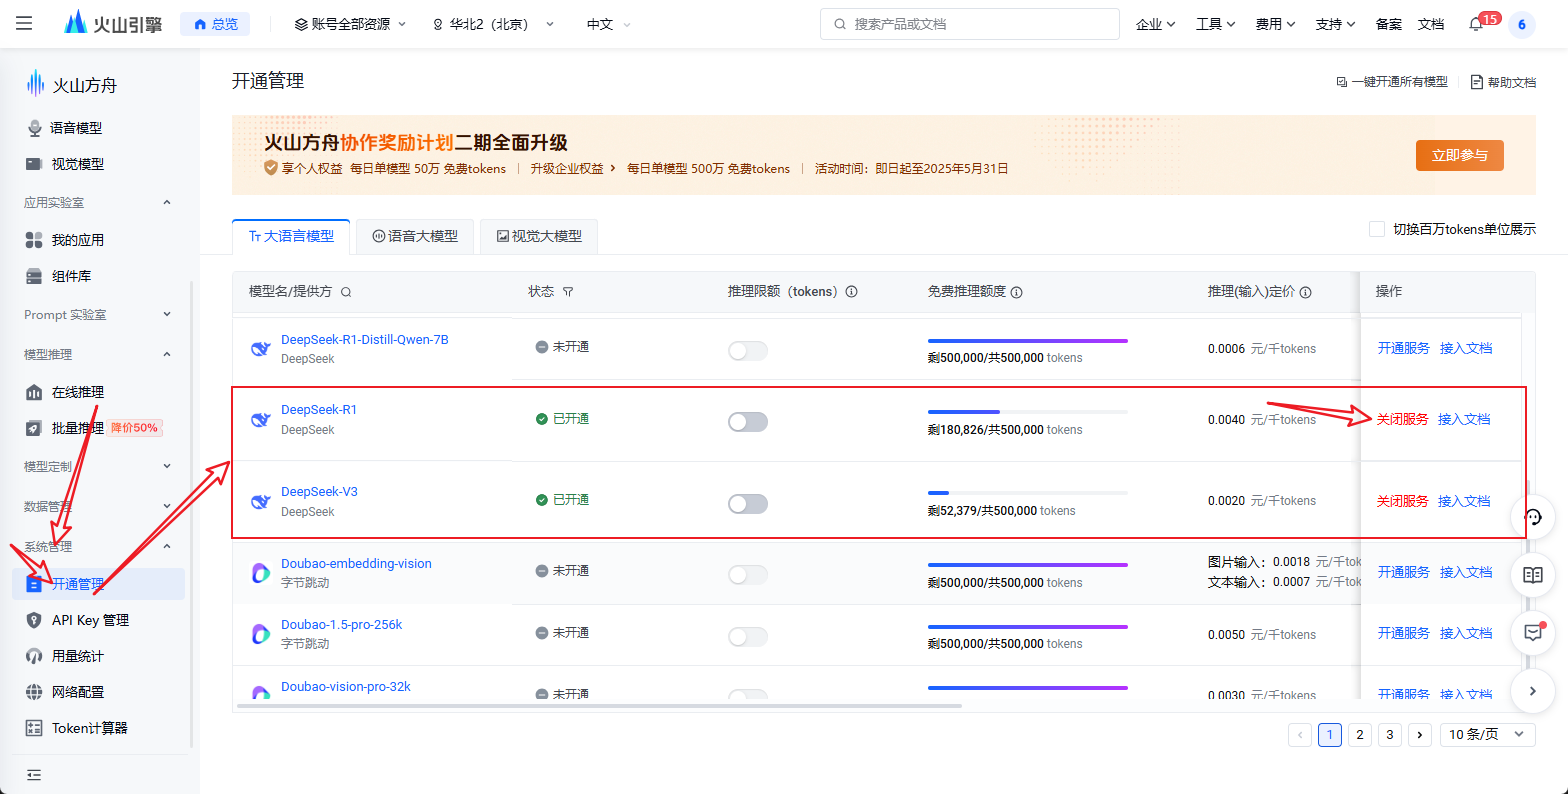 火山引擎
总览
账号全部资源
华北2（北京）
中文
搜索产品或文档
企业
工具
费用
支持
备案
文档
15
6
火山方舟
语音模型
视觉模型
应用实验室
我的应用
组件库
Prompt 实验室
模型推理
在线推理
批量推理 降价50%
模型定制
数据管理
系统管理
开通管理
API Key 管理
用量统计
网络配置
Token计算器
开通管理
一键开通所有模型
帮助文档
火山方舟协作奖励计划二期全面升级
享个人权益 每日单模型 50万 免费tokens 升级企业权益 每日单模型 500万 免费tokens 活动时间：即日起至2025年5月31日
立即参与
大语言模型
语音大模型
视觉大模型
切换百万tokens单位展示
模型名/提供方 状态 推理限额（tokens） 免费推理额度 推理(输入)定价 操作
DeepSeek-R1-Distill-Qwen-7B
DeepSeek
未开通
剩500,000/共500,000 tokens
0.0006 元/千tokens
开通服务 接入文档
DeepSeek-R1
DeepSeek
已开通
剩180,826/共500,000 tokens
0.0040 元/千tokens
关闭服务 接入文档
DeepSeek-V3
DeepSeek
已开通
剩52,379/共500,000 tokens
0.0020 元/千tokens
关闭服务 接入文档
Doubao-embedding-vision
字节跳动
未开通
剩500,000/共500,000 tokens
图片输入：0.0018 元/千tok
文本输入：0.0007 元/千tok
开通服务 接入文档
Doubao-1.5-pro-256k
字节跳动
未开通
剩500,000/共500,000 tokens
0.0050 元/千tokens
开通服务 接入文档
Doubao-vision-pro-32k
未开通
0.0030 元/千tokens
开通服务 接入文档
1 2 3 10 条/页